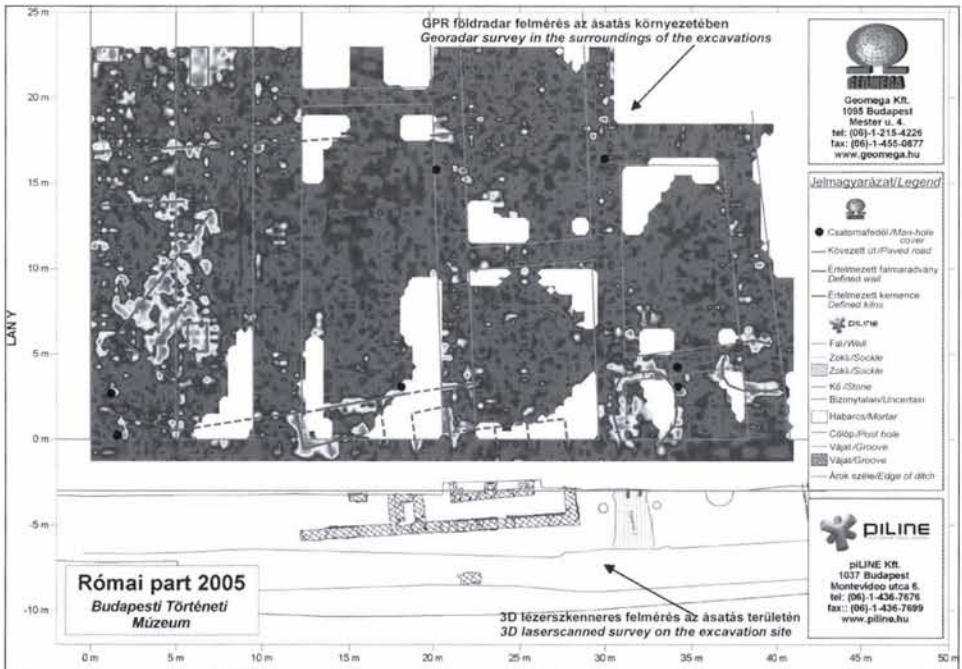 25 m
20 m
15 m
10 m
5 m
0 m
-5 m
-10 m
LAN Y
GPR földradar felmérés az ásatás környezetében
Georadar survey in the surroundings of the excavations
GEOMEGA
Geomega Kft.
1095 Budapest
Mester u. 4.
tel: (06)-1-215-4226
fax: (06)-1-455-0877
www.geomega.hu
Jelmagyarázat/Legend
Csatornafedél/Man-hole
cover
Kövezett út/Paved road
Értelmezett falmaradvány
Defined wall
Értelmezett kemence
Defined kilns
PILINE
Fal/Wall
Zokli/Sockle
Zokli/Sockle
Kő/Stone
Bizonytalan/Uncertain
Habarcs/Mortar
Cölöp/Post hole
Vájat/Groove
Vájat/Groove
Árok széle/Edge of ditch
PILINE
piLINE Kft.
1037 Budapest
Montevideo utca 6.
tel: (06)-1-436-7676
fax:: (06)-1-436-7699
www.piline.hu
Római part 2005
Budapesti Történeti
Múzeum
3D lézerszkenneres felmérés az ásatás területén
3D laserscanned survey on the excavation site
0 m
5 m
10 m
15 m
20 m
25 m
30 m
35 m
40 m
45 m
50 m